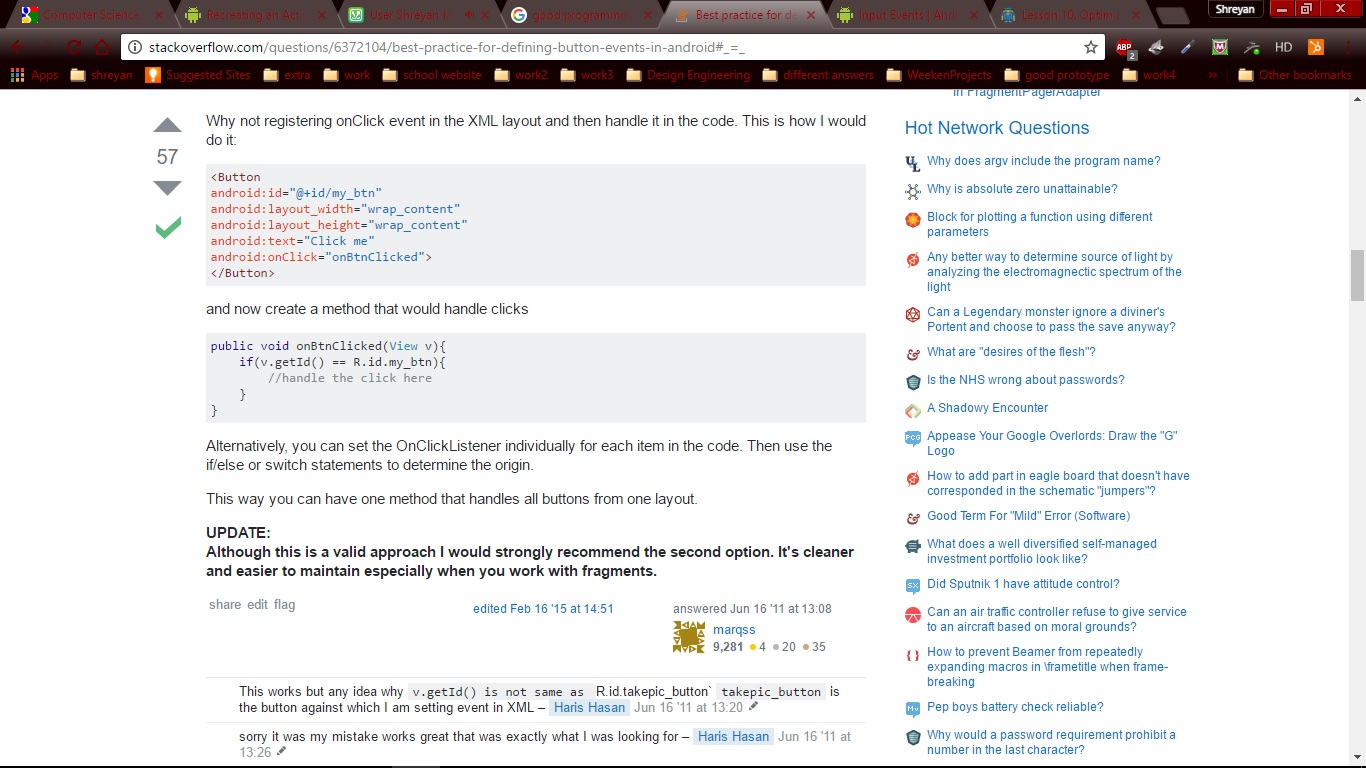 Computer Science
Recreating an Acti
User Shreyan
good programmi
Best practice for de
Input Events | And
Lesson 10. Optim
Shreyan
stackoverflow.com/questions/6372104/best-practice-for-defining-button-events-in-android#_=_
ABP
2
HD
Apps
shreyan
Suggested Sites
extra
work
school website
work2
work3
Design Engineering
different answers
WeekenProjects
good prototype
work4
»
Other bookmarks
in FragmentPagerAdapter
57
Why not registering onClick event in the XML layout and then handle it in the code. This is how I would
do it:
<Button
android:id="@+id/my_btn"
android:layout_width="wrap_content"
android:layout_height="wrap_content"
android:text="Click me"
android:onClick="onBtnClicked">
</Button>
and now create a method that would handle clicks
public void onBtnClicked(View v){
    if(v.getId() == R.id.my_btn){
        //handle the click here
    }
}
Alternatively, you can set the OnClickListener individually for each item in the code. Then use the
if/else or switch statements to determine the origin.
This way you can have one method that handles all buttons from one layout.
UPDATE:
Although this is a valid approach I would strongly recommend the second option. It's cleaner
and easier to maintain especially when you work with fragments.
share edit flag
edited Feb 16 '15 at 14:51
answered Jun 16 '11 at 13:08
marqss
9,281 4 20 35
This works but any idea why v.getId() is not same as R.id.takepic_button` takepic_button is
the button against which I am setting event in XML – Haris Hasan Jun 16 '11 at 13:20
sorry it was my mistake works great that was exactly what I was looking for – Haris Hasan Jun 16 '11 at
13:26
Hot Network Questions
Why does argv include the program name?
Why is absolute zero unattainable?
Block for plotting a function using different
parameters
Any better way to determine source of light by
analyzing the electromagnectic spectrum of the
light
Can a Legendary monster ignore a diviner's
Portent and choose to pass the save anyway?
What are "desires of the flesh"?
Is the NHS wrong about passwords?
A Shadowy Encounter
PCG
Appease Your Google Overlords: Draw the "G"
Logo
How to add part in eagle board that doesn't have
corresponded in the schematic "jumpers"?
Good Term For "Mild" Error (Software)
What does a well diversified self-managed
investment portfolio look like?
SX
Did Sputnik 1 have attitude control?
Can an air traffic controller refuse to give service
to an aircraft based on moral grounds?
How to prevent Beamer from repeatedly
expanding macros in \frametitle when frame-
breaking
Mv
Pep boys battery check reliable?
Why would a password requirement prohibit a
number in the last character?